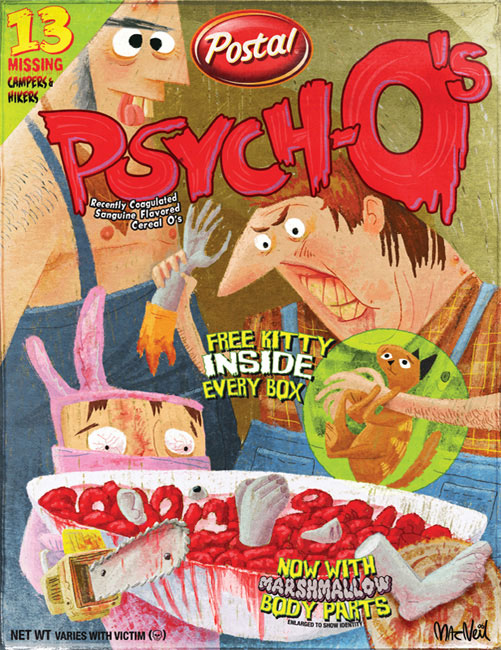 13
MISSING
CAMPERS &
HIKERS
Postal
PSYCH-O's
Recently Coagulated
Sanguine Flavored
Cereal O's
FREE KITTY
INSIDE
EVERY BOX
NOW WITH
MARSHMALLOW
BODY PARTS
ENLARGED TO SHOW IDENTITY
NET WT VARIES WITH VICTIM
MACNEIL